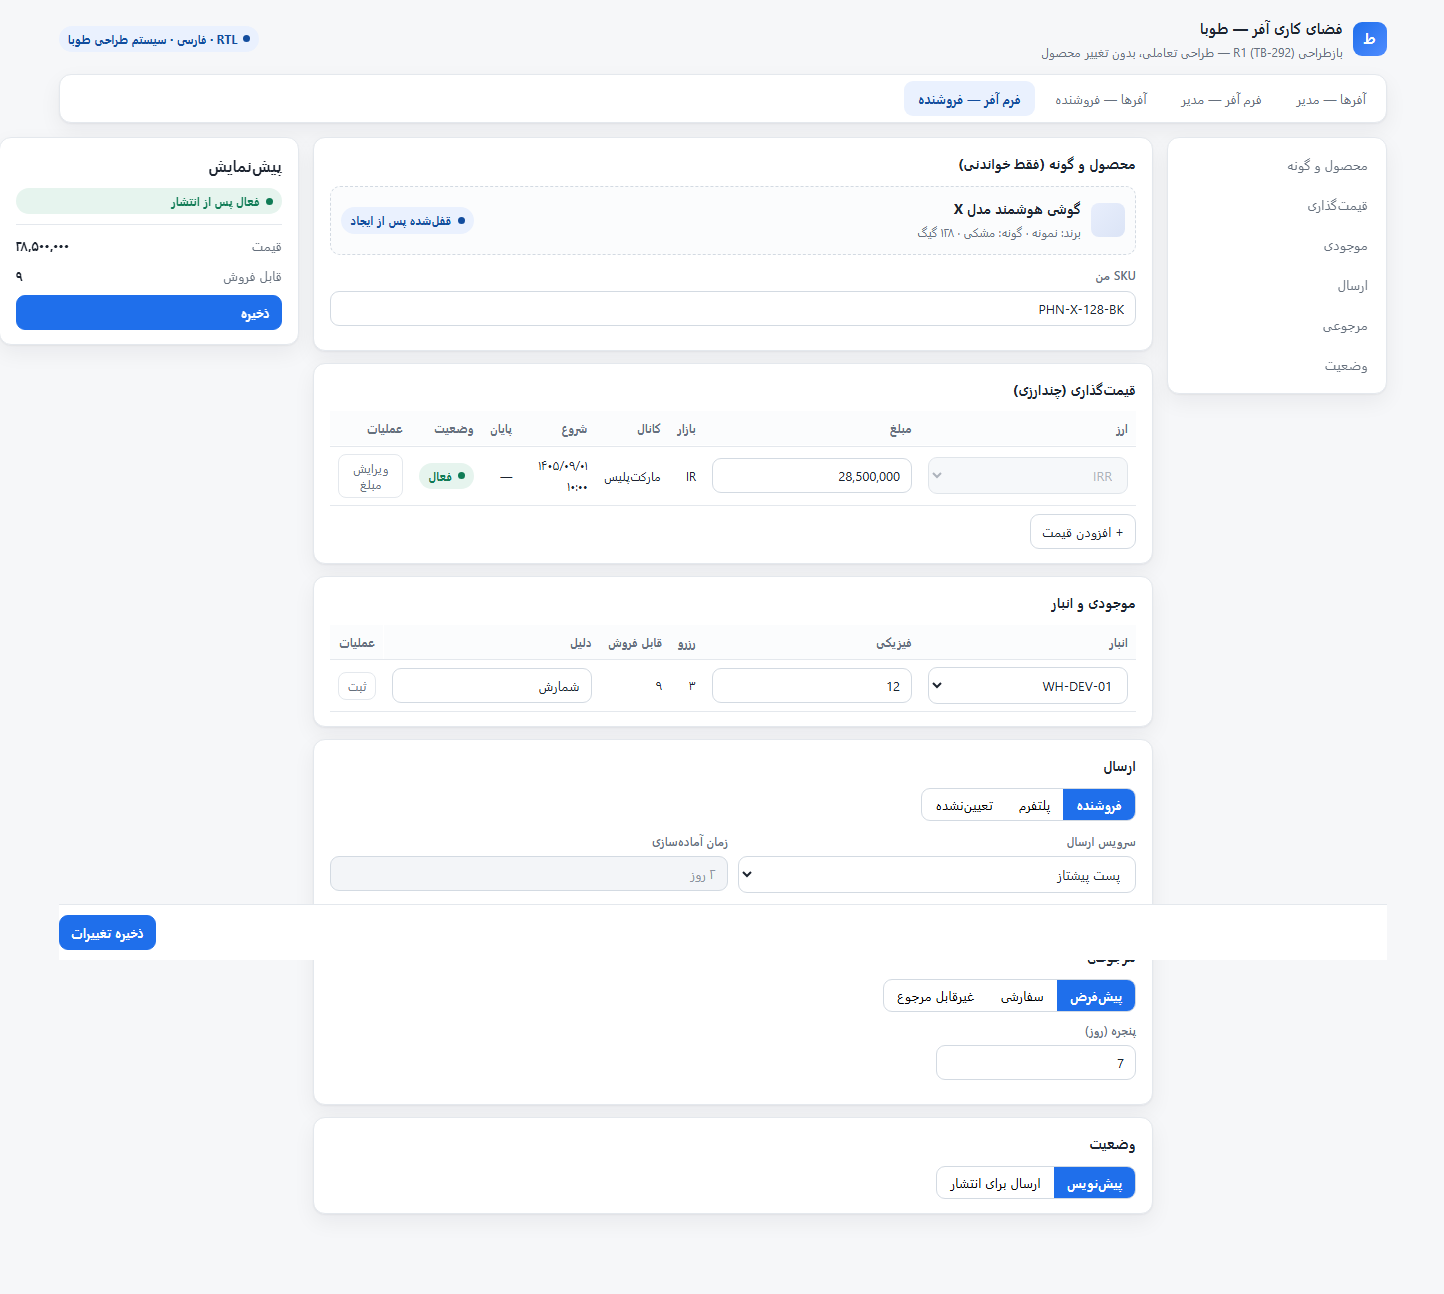 ط
فضای کاری آفر — طوبا
بازطراحی R1 (TB-292) — طراحی تعاملی، بدون تغییر محصول
RTL · فارسی · سیستم طراحی طوبا
آفرها — مدیر
فرم آفر — مدیر
آفرها — فروشنده
فرم آفر — فروشنده
محصول و گونه
قیمت‌گذاری
موجودی
ارسال
مرجوعی
وضعیت
محصول و گونه (فقط خواندنی)
گوشی هوشمند مدل X
برند: نمونه · گونه: مشکی · ۱۲۸ گیگ
قفل‌شده پس از ایجاد
SKU من
PHN-X-128-BK
قیمت‌گذاری (چندارزی)
ارز مبلغ بازار کانال شروع پایان وضعیت عملیات
IRR 28,500,000 IR مارکت‌پلیس ۱۴۰۵/۰۹/۰۱ ۱۰:۰۰ — فعال ویرایش مبلغ
+ افزودن قیمت
موجودی و انبار
انبار فیزیکی رزرو قابل فروش دلیل عملیات
WH-DEV-01 12 ۳ ۹ شمارش ثبت
ارسال
فروشنده پلتفرم تعیین‌نشده
سرویس ارسال زمان آماده‌سازی
پست پیشتاز ۲ روز
ذخیره تغییرات
پیش‌فرض سفارشی غیرقابل مرجوع
پنجره (روز)
7
وضعیت
پیش‌نویس ارسال برای انتشار
پیش‌نمایش
فعال پس از انتشار
قیمت ۲۸,۵۰۰,۰۰۰
قابل فروش ۹
ذخیره